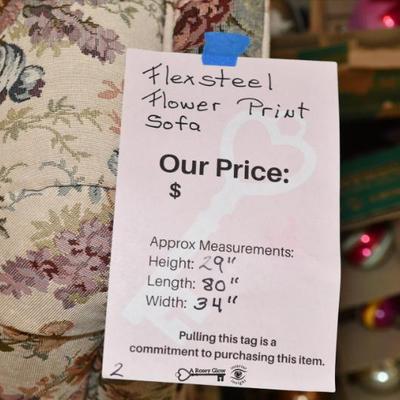 Flexsteel
Flower Print
Sofa
Our Price:
$
Approx Measurements:
Height: 29"
Length: 80"
Width: 34"
Pulling this tag is a
commitment to purchasing this item.
2
A Rosey Glow